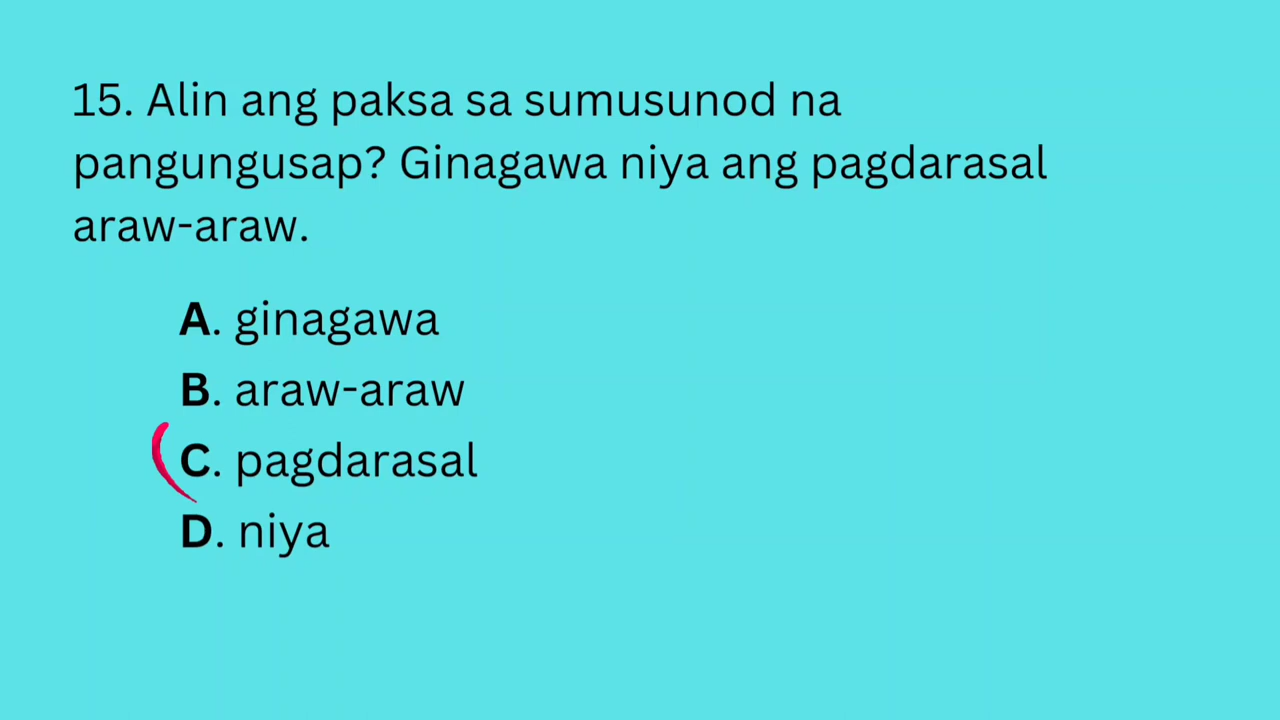 15. Alin ang paksa sa sumusunod na
pangungusap? Ginagawa niya ang pagdarasal
araw-araw.
A. ginagawa
B. araw-araw
C. pagdarasal
D. niya